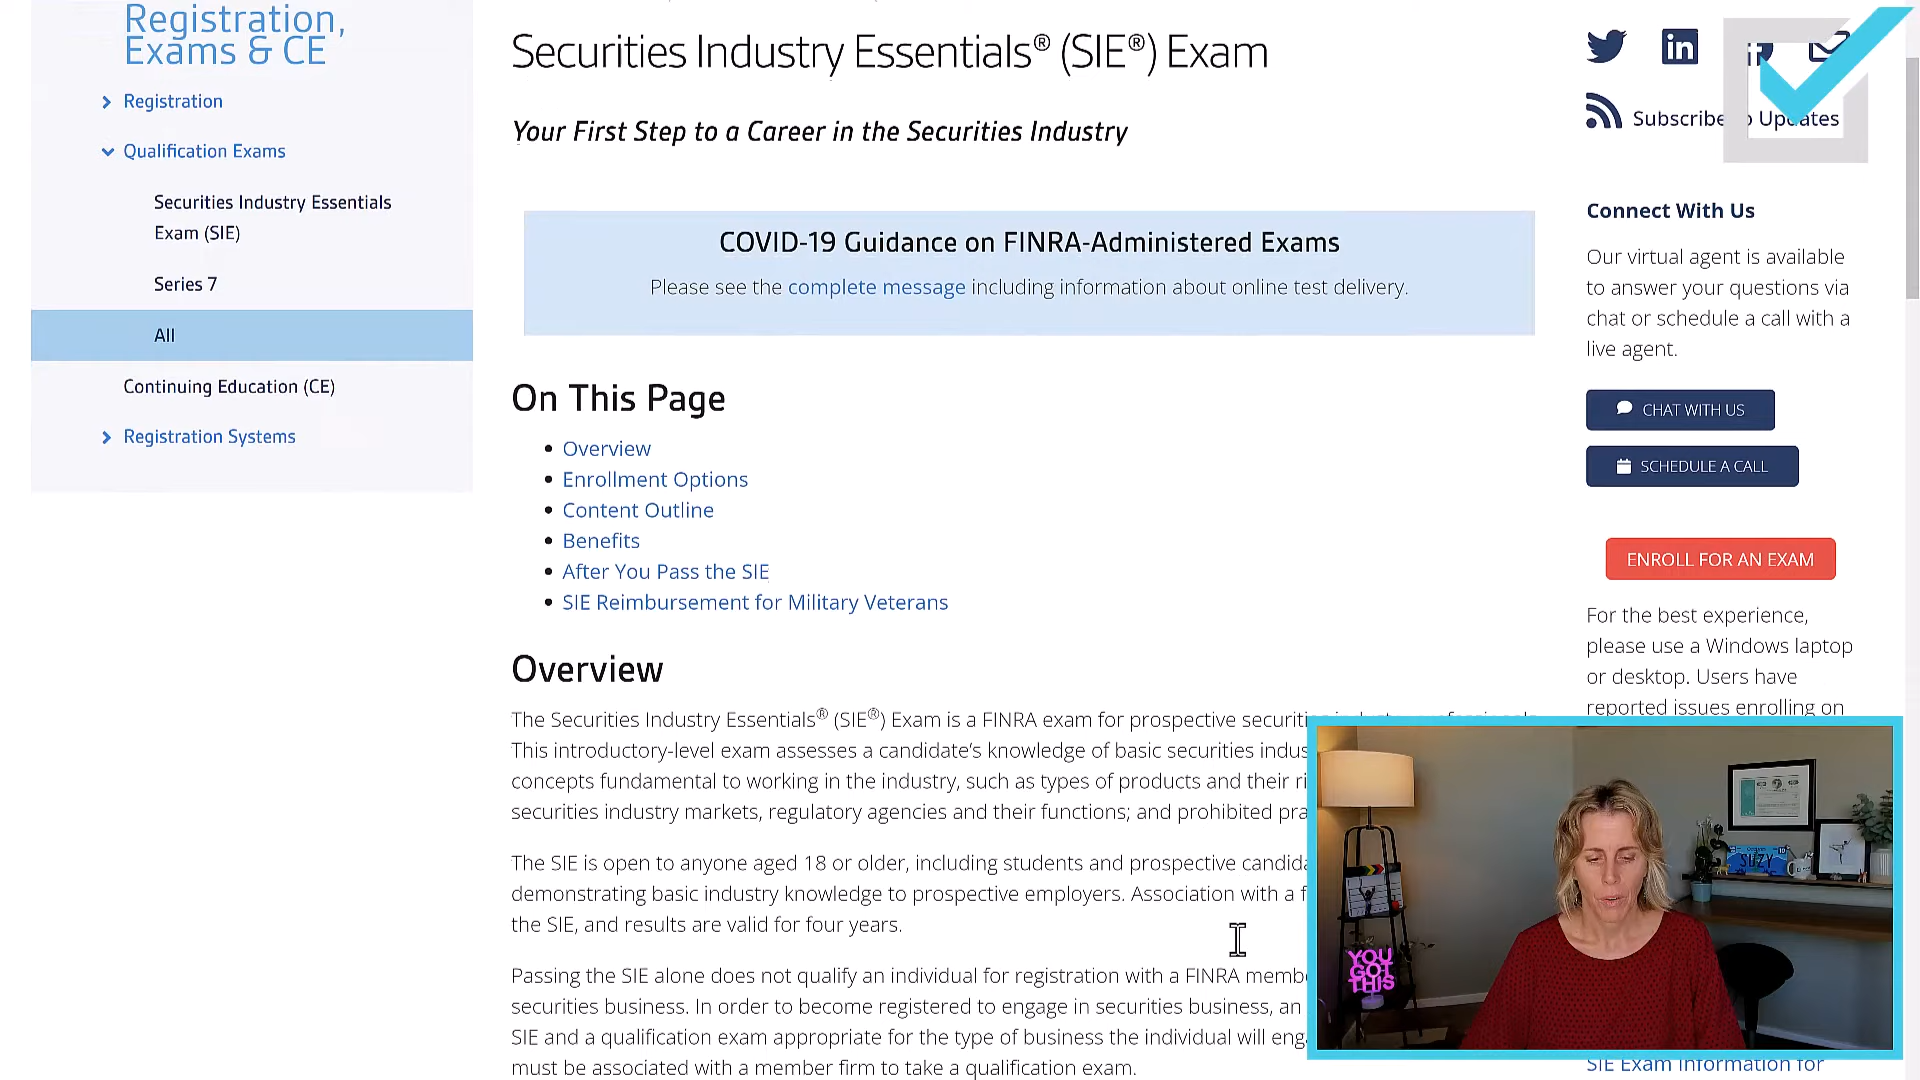 Registration,
Exams & CE
Registration
Qualification Exams
Securities Industry Essentials
Exam (SIE)
Series 7
All
Continuing Education (CE)
Registration Systems
Securities Industry Essentials® (SIE®) Exam
Your First Step to a Career in the Securities Industry
COVID-19 Guidance on FINRA-Administered Exams
Please see the complete message including information about online test delivery.
On This Page
Overview
Enrollment Options
Content Outline
Benefits
After You Pass the SIE
SIE Reimbursement for Military Veterans
Overview
The Securities Industry Essentials® (SIE®) Exam is a FINRA exam for prospective
This introductory-level exam assesses a candidate's knowledge of basic securities
concepts fundamental to working in the industry, such as types of products and their
securities industry markets, regulatory agencies and their functions; and prohibited
The SIE is open to anyone aged 18 or older, including students and prospective
demonstrating basic industry knowledge to prospective employers. Association with a
the SIE, and results are valid for four years.
Passing the SIE alone does not qualify an individual for registration with a FINRA
securities business. In order to become registered to engage in securities business, an
SIE and a qualification exam appropriate for the type of business the individual will
must be associated with a member firm to take a qualification exam.
Subscribe to Updates
Connect With Us
Our virtual agent is available
to answer your questions via
chat or schedule a call with a
live agent.
CHAT WITH US
SCHEDULE A CALL
ENROLL FOR AN EXAM
For the best experience,
please use a Windows laptop
or desktop. Users have
reported issues enrolling on
YOU
GOT
THIS
SUZY
SIE Exam Information for